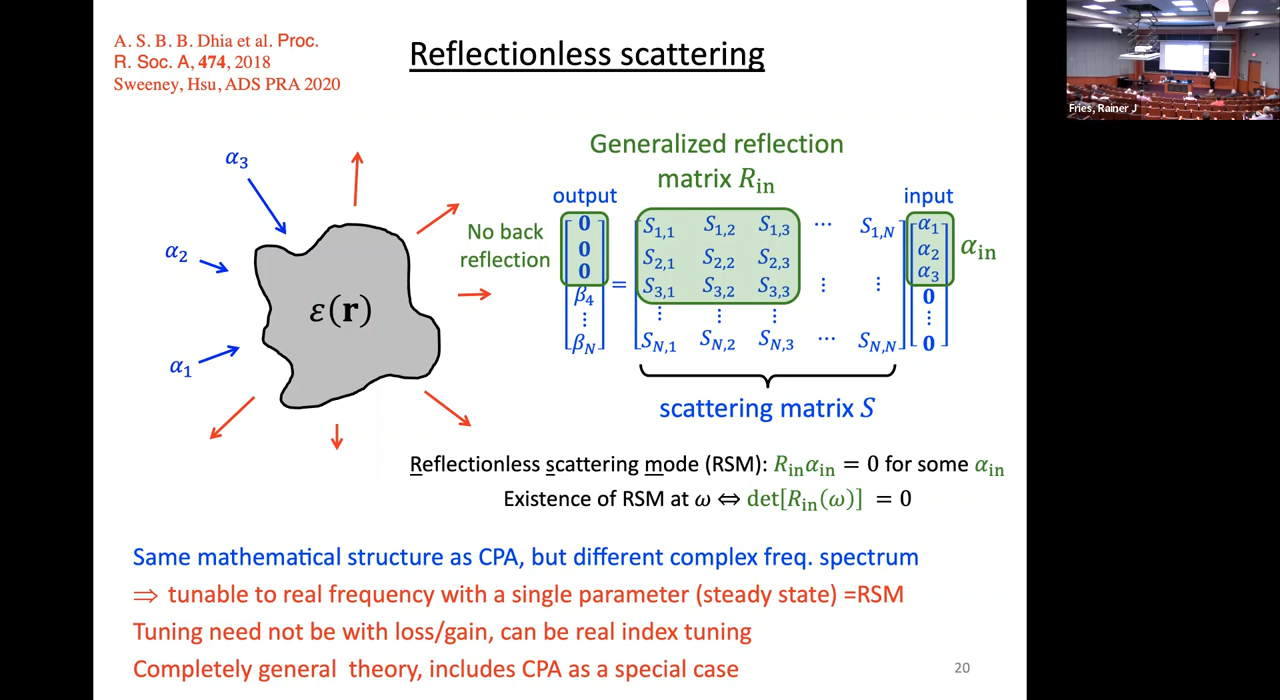 A. S. B. B. Dhia et al. Proc.
R. Soc. A, 474, 2018
Sweeney, Hsu, ADS PRA 2020
Reflectionless scattering
α₃
α₂
α₁
ε(r)
Generalized reflection
matrix R_in
output
input
No back
reflection
0 S₁,₁ S₁,₂ S₁,₃ ⋯ S₁,N α₁
0 S₂,₁ S₂,₂ S₂,₃ α₂ α_in
0 S₃,₁ S₃,₂ S₃,₃ ⋮ ⋮ α₃
β₄ = 0
⋮ ⋮ ⋮ ⋮ ⋮
β_N S_N,₁ S_N,₂ S_N,₃ ⋯ S_N,N 0
scattering matrix S
Reflectionless scattering mode (RSM): R_in α_in = 0 for some α_in
Existence of RSM at ω ⇔ det[R_in(ω)] = 0
Same mathematical structure as CPA, but different complex freq. spectrum
⇒ tunable to real frequency with a single parameter (steady state) =RSM
Tuning need not be with loss/gain, can be real index tuning
Completely general theory, includes CPA as a special case
20
Fries, Rainer J